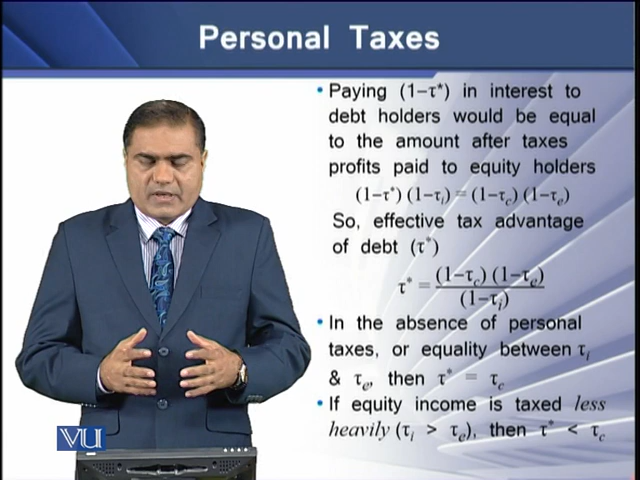 Personal Taxes
• Paying (1−τ*) in interest to
debt holders would be equal
to the amount after taxes
profits paid to equity holders
(1−τ*) (1−τi) = (1−τc) (1−τe)
So, effective tax advantage
of debt (τ*)
τ* = (1−τc) (1−τe) / (1−τi)
• In the absence of personal
taxes, or equality between τi
& τe, then τ* = τc
• If equity income is taxed less
heavily (τi > τe), then τ* < τc
VU